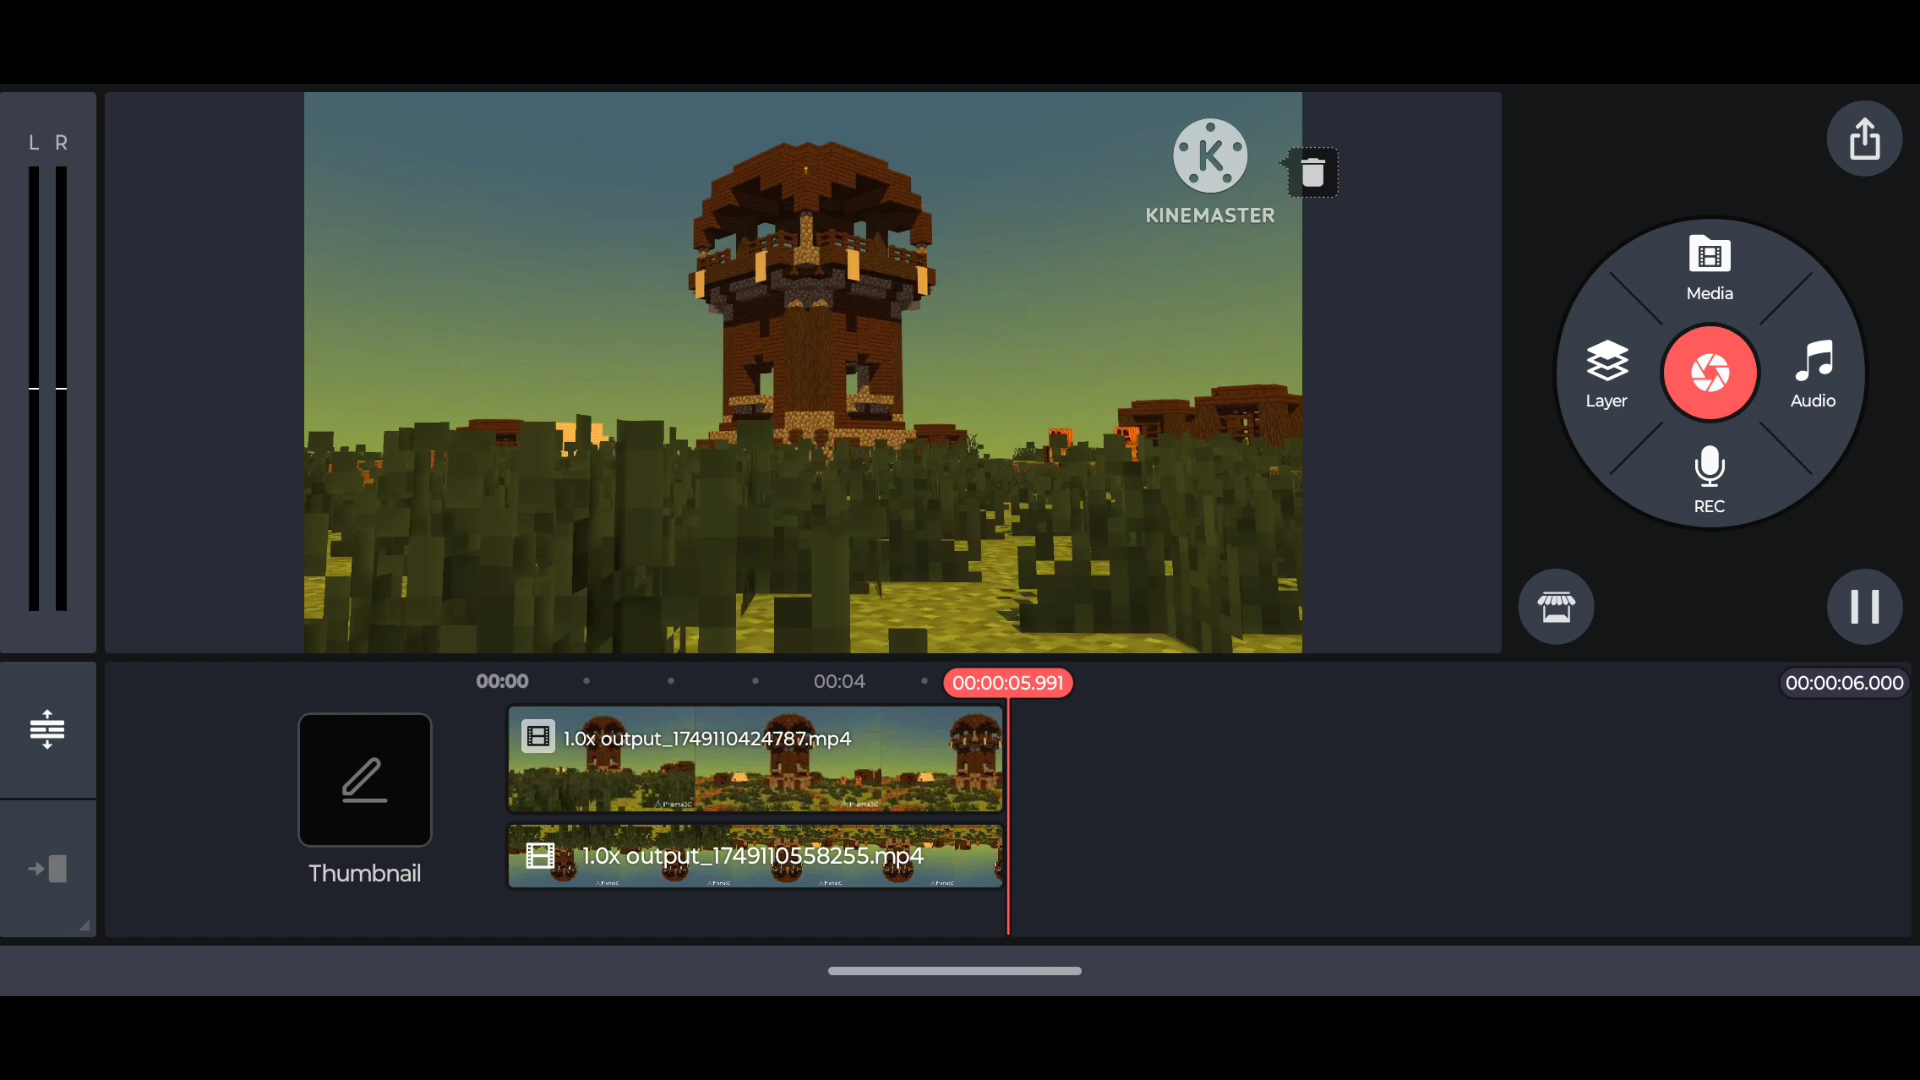 L R
KINEMASTER
Media
Layer
Audio
REC
00:00
00:04
00:00:05.991
00:00:06.000
1.0x output_1749110424787.mp4
1.0x output_1749110558255.mp4
Thumbnail